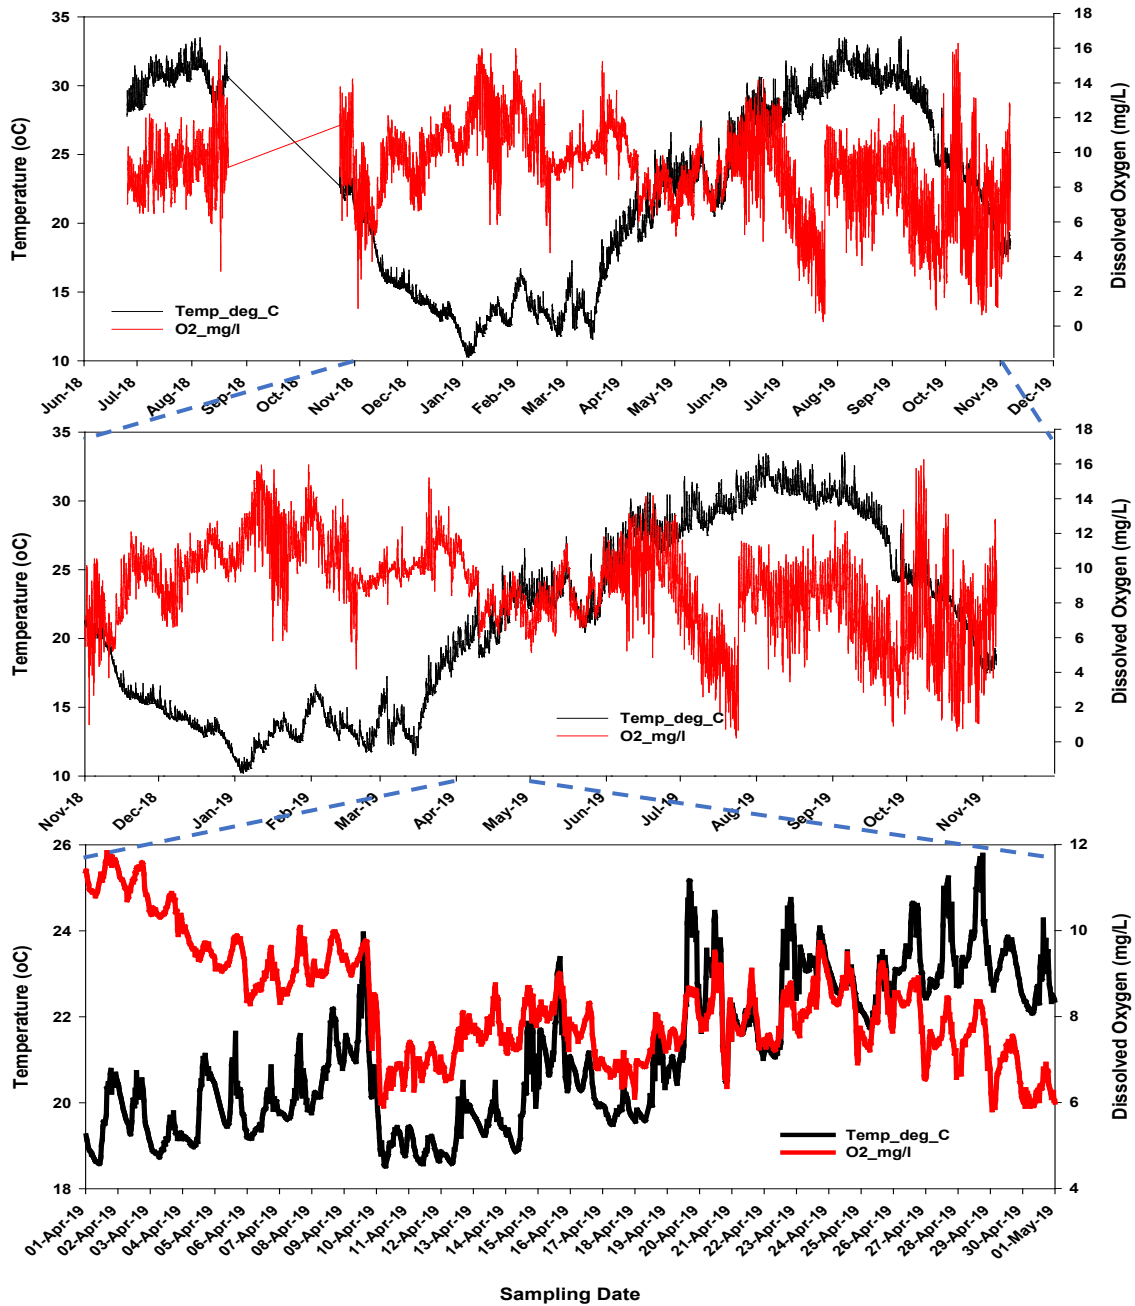 35
30
25
20
15
10
Temperature (oC)
18
16
14
12
10
8
6
4
2
0
Dissolved Oxygen (mg/L)
Temp_deg_C
O2_mg/l
Jun-18
Jul-18
Aug-18
Sep-18
Oct-18
Nov-18
Dec-18
Jan-19
Feb-19
Mar-19
Apr-19
May-19
Jun-19
Jul-19
Aug-19
Sep-19
Oct-19
Nov-19
Dec-19
35
30
25
20
15
10
Temperature (oC)
18
16
14
12
10
8
6
4
2
0
Dissolved Oxygen (mg/L)
Temp_deg_C
O2_mg/l
Nov-18
Dec-18
Jan-19
Feb-19
Mar-19
Apr-19
May-19
Jun-19
Jul-19
Aug-19
Sep-19
Oct-19
Nov-19
26
24
22
20
18
Temperature (oC)
12
10
8
6
4
Dissolved Oxygen (mg/L)
Temp_deg_C
O2_mg/l
01-Apr-19
02-Apr-19
03-Apr-19
04-Apr-19
05-Apr-19
06-Apr-19
07-Apr-19
08-Apr-19
09-Apr-19
10-Apr-19
11-Apr-19
12-Apr-19
13-Apr-19
14-Apr-19
15-Apr-19
16-Apr-19
17-Apr-19
18-Apr-19
19-Apr-19
20-Apr-19
21-Apr-19
22-Apr-19
23-Apr-19
24-Apr-19
25-Apr-19
26-Apr-19
27-Apr-19
28-Apr-19
29-Apr-19
30-Apr-19
01-May-19
Sampling Date